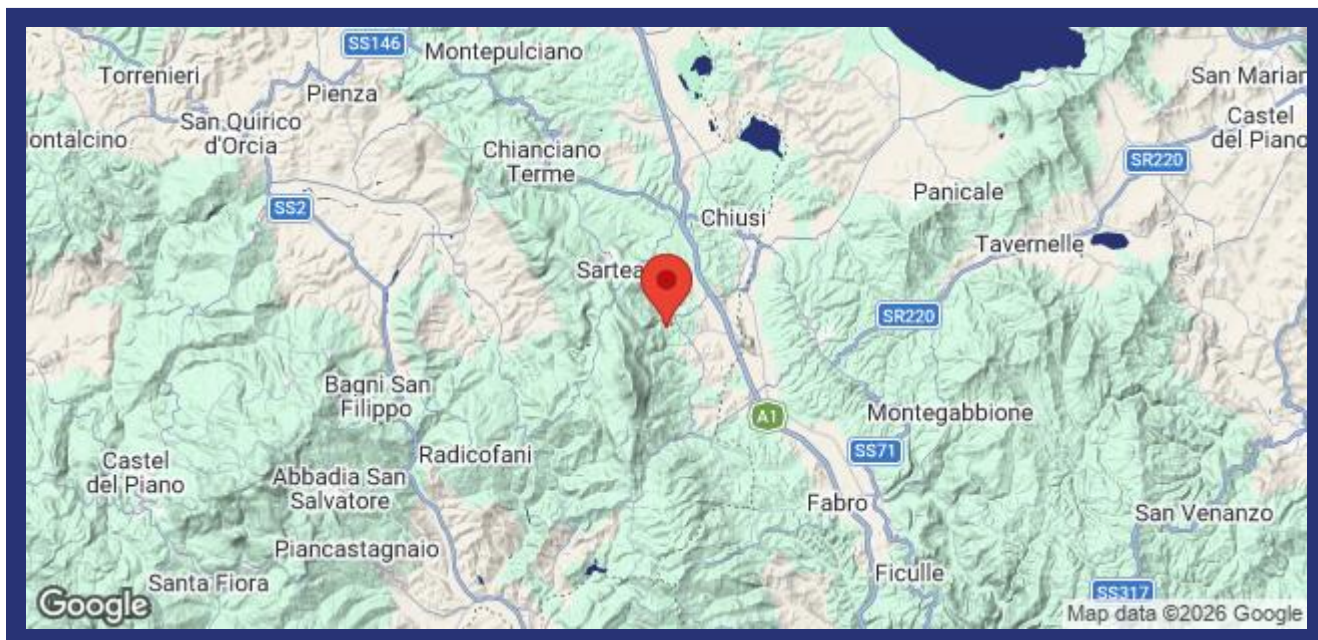 SS146
Montepulciano
Torrenieri
Pienza
San Marian
Castel
del Piano
San Quirico
d'Orcia
ontalcino
Chianciano
Terme
SR220
Panicale
SS2
Chiusi
Tavernelle
Sartea
SR220
Bagni San
Filippo
Montegabbione
A1
SS71
Radicofani
Castel
del Piano
Abbadia San
Salvatore
Fabro
San Venanzo
Piancastagnaio
Ficulle
Santa Fiora
SS317
Google
Map data ©2026 Google